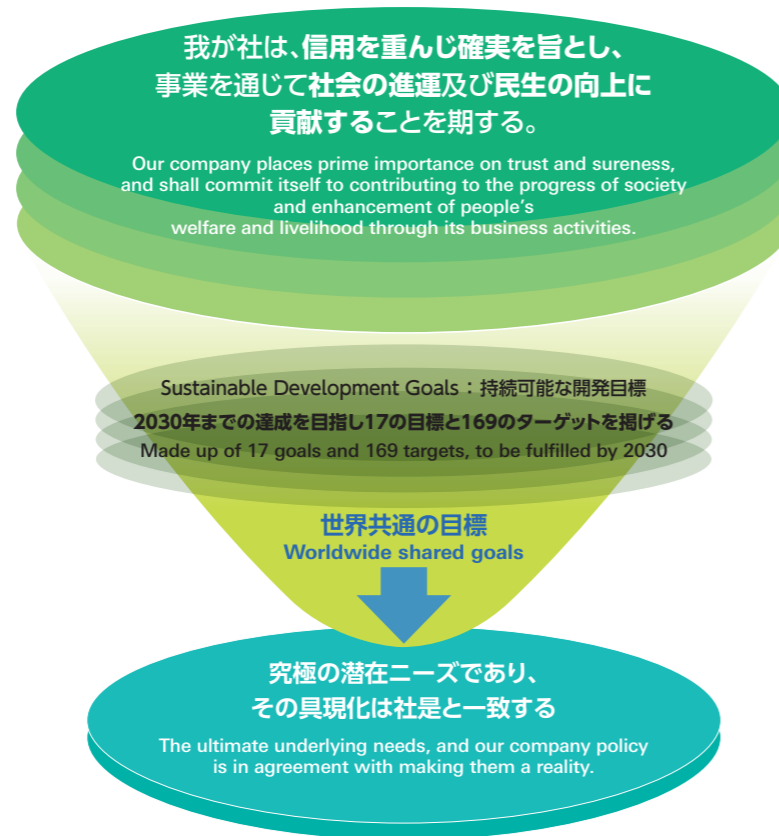 我が社は、信用を重んじ確実を旨とし、
事業を通じて社会の進運及び民生の向上に
貢献することを期する。
Our company places prime importance on trust and sureness,
and shall commit itself to contributing to the progress of society
and enhancement of people's
welfare and livelihood through its business activities.
Sustainable Development Goals：持続可能な開発目標
2030年までの達成を目指し17の目標と169のターゲットを掲げる
Made up of 17 goals and 169 targets, to be fulfilled by 2030
世界共通の目標
Worldwide shared goals
究極の潜在ニーズであり、
その具現化は社是と一致する
The ultimate underlying needs, and our company policy
is in agreement with making them a reality.